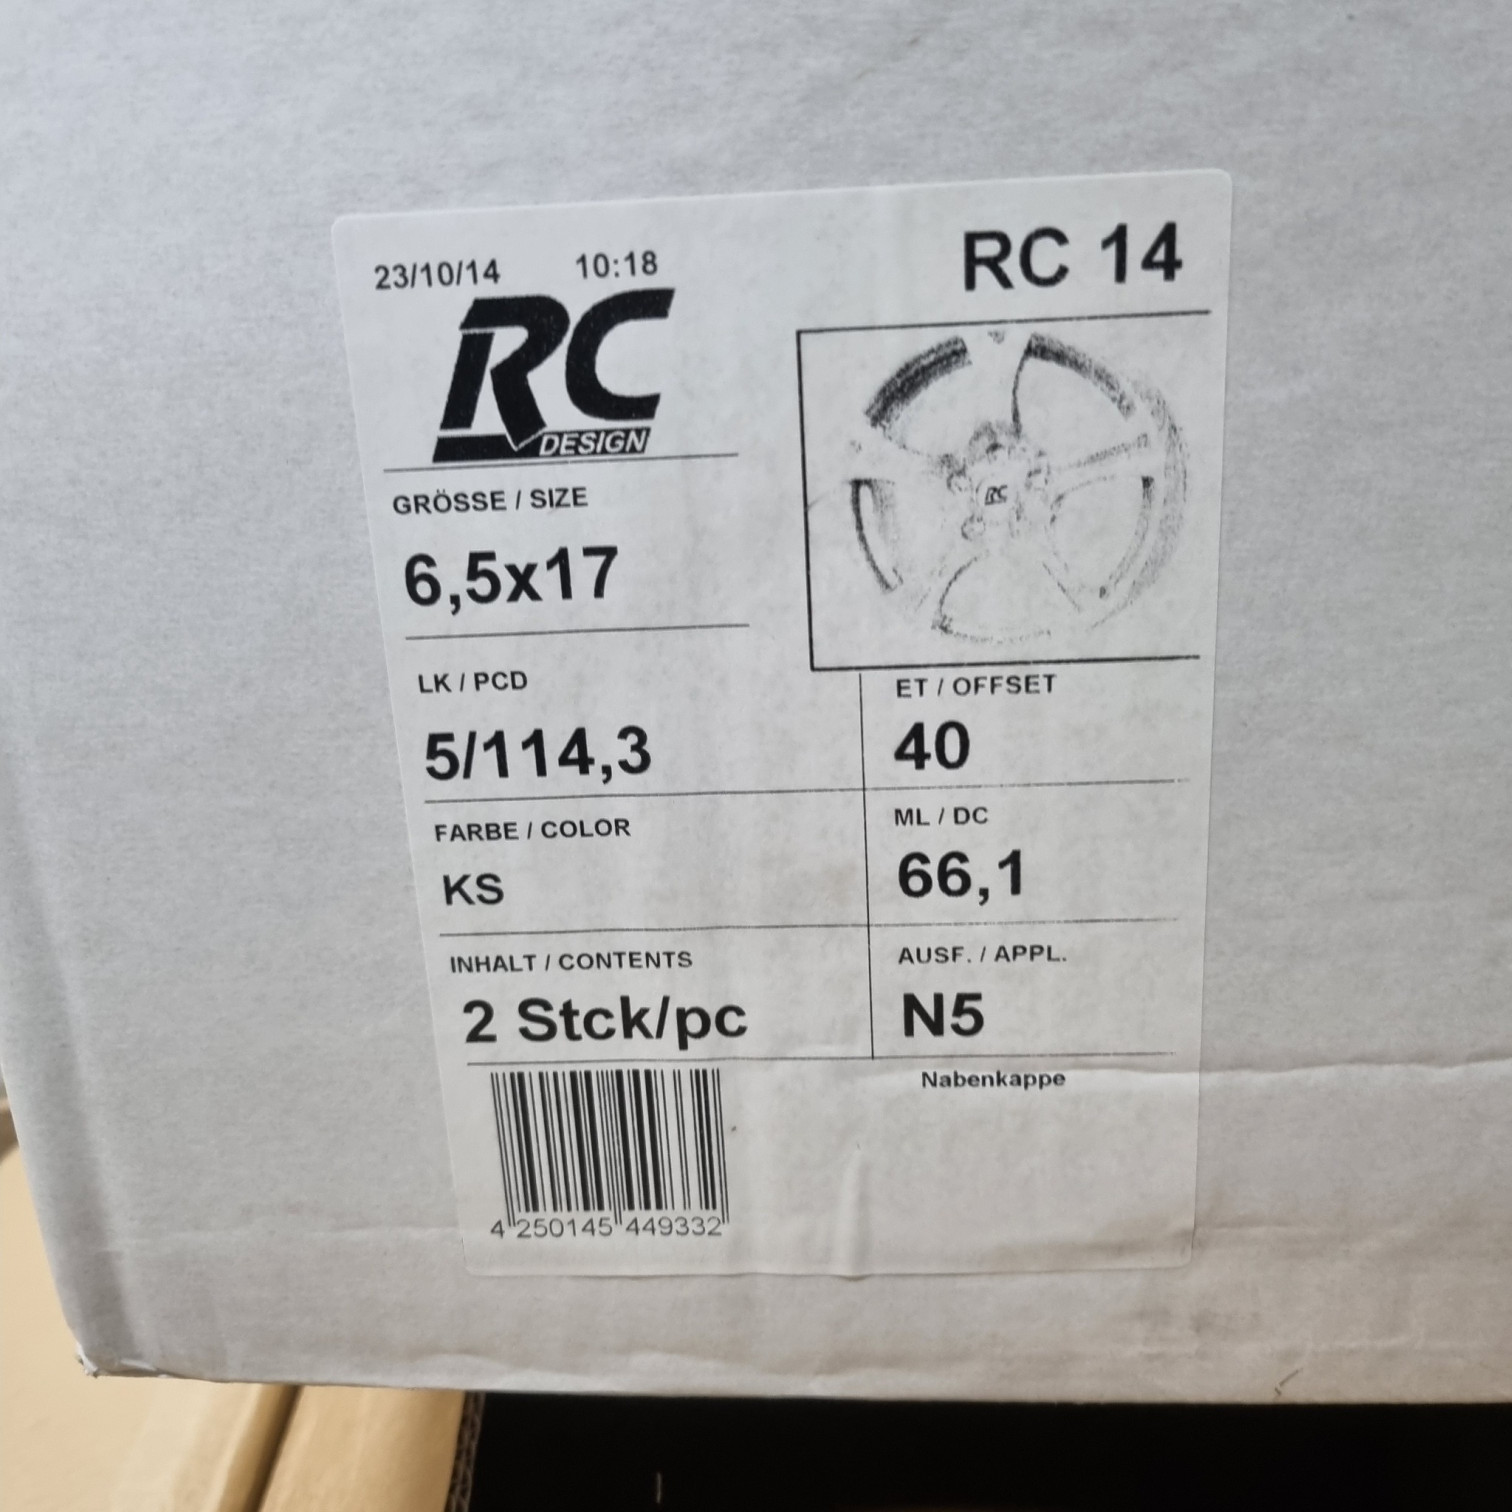 23/10/14 10:18
RC 14
RC
DESIGN
RC
GRÖSSE / SIZE
6,5x17
LK / PCD
5/114,3
ET / OFFSET
40
FARBE / COLOR
KS
ML / DC
66,1
INHALT / CONTENTS
2 Stck/pc
AUSF. / APPL.
N5
Nabenkappe
4 250145 449332